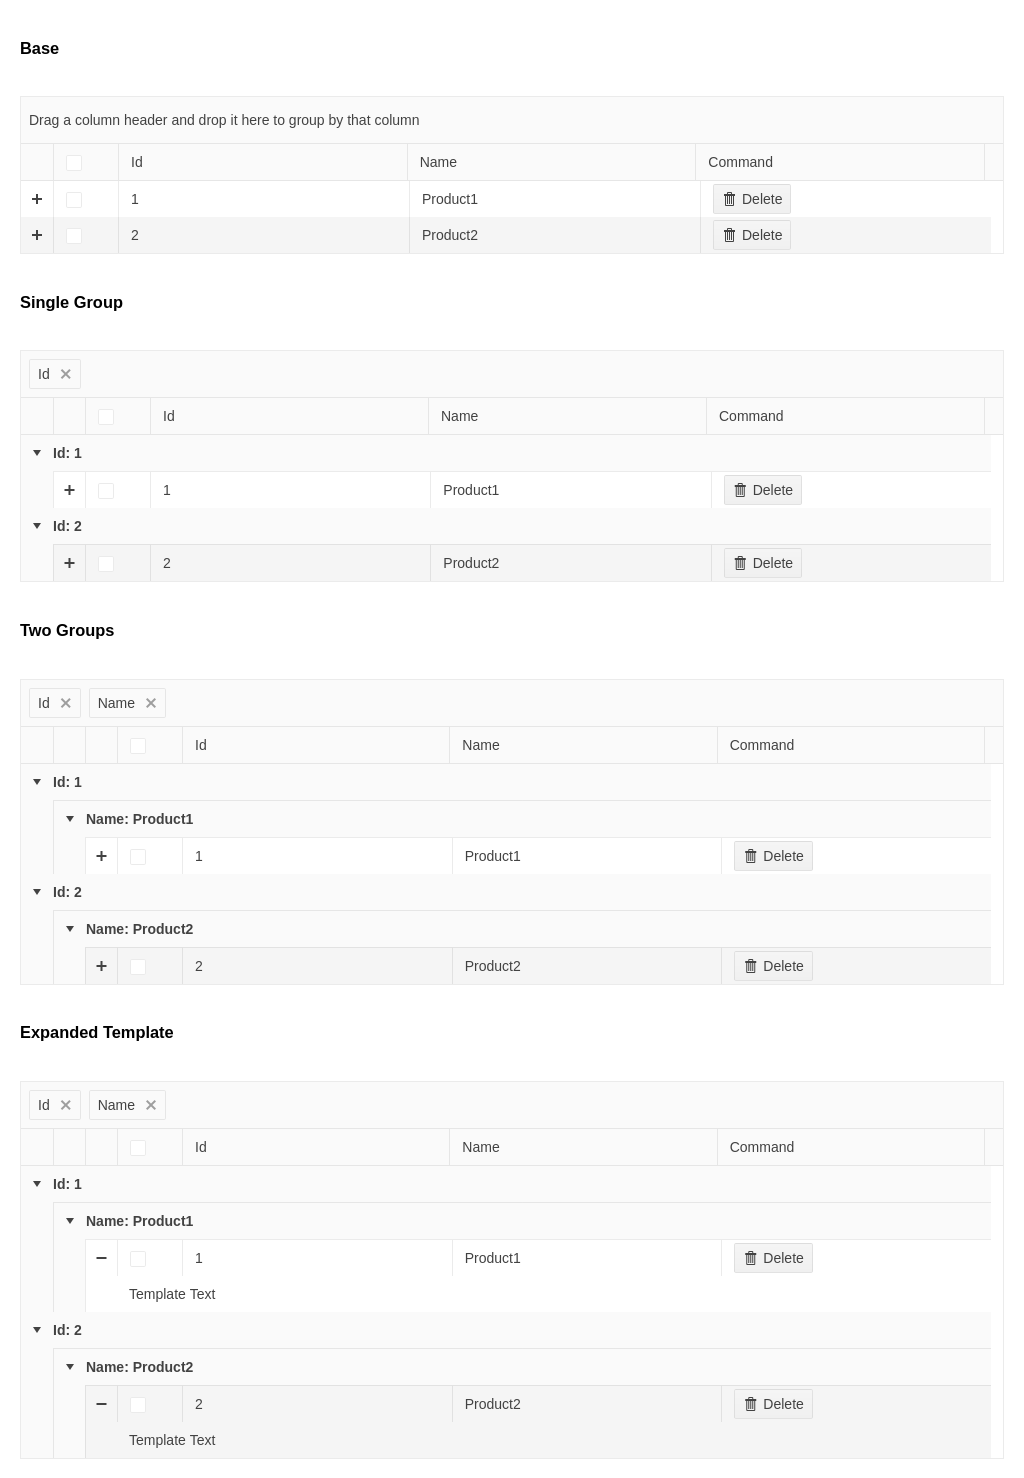 Base
Drag a column header and drop it here to group by that column
Id Name Command
1 Product1 Delete
2 Product2 Delete
Single Group
Id
Id Name Command
Id: 1
1 Product1 Delete
Id: 2
2 Product2 Delete
Two Groups
Id Name
Id Name Command
Id: 1
Name: Product1
1 Product1 Delete
Id: 2
Name: Product2
2 Product2 Delete
Expanded Template
Id Name
Id Name Command
Id: 1
Name: Product1
1 Product1 Delete
Template Text
Id: 2
Name: Product2
2 Product2 Delete
Template Text